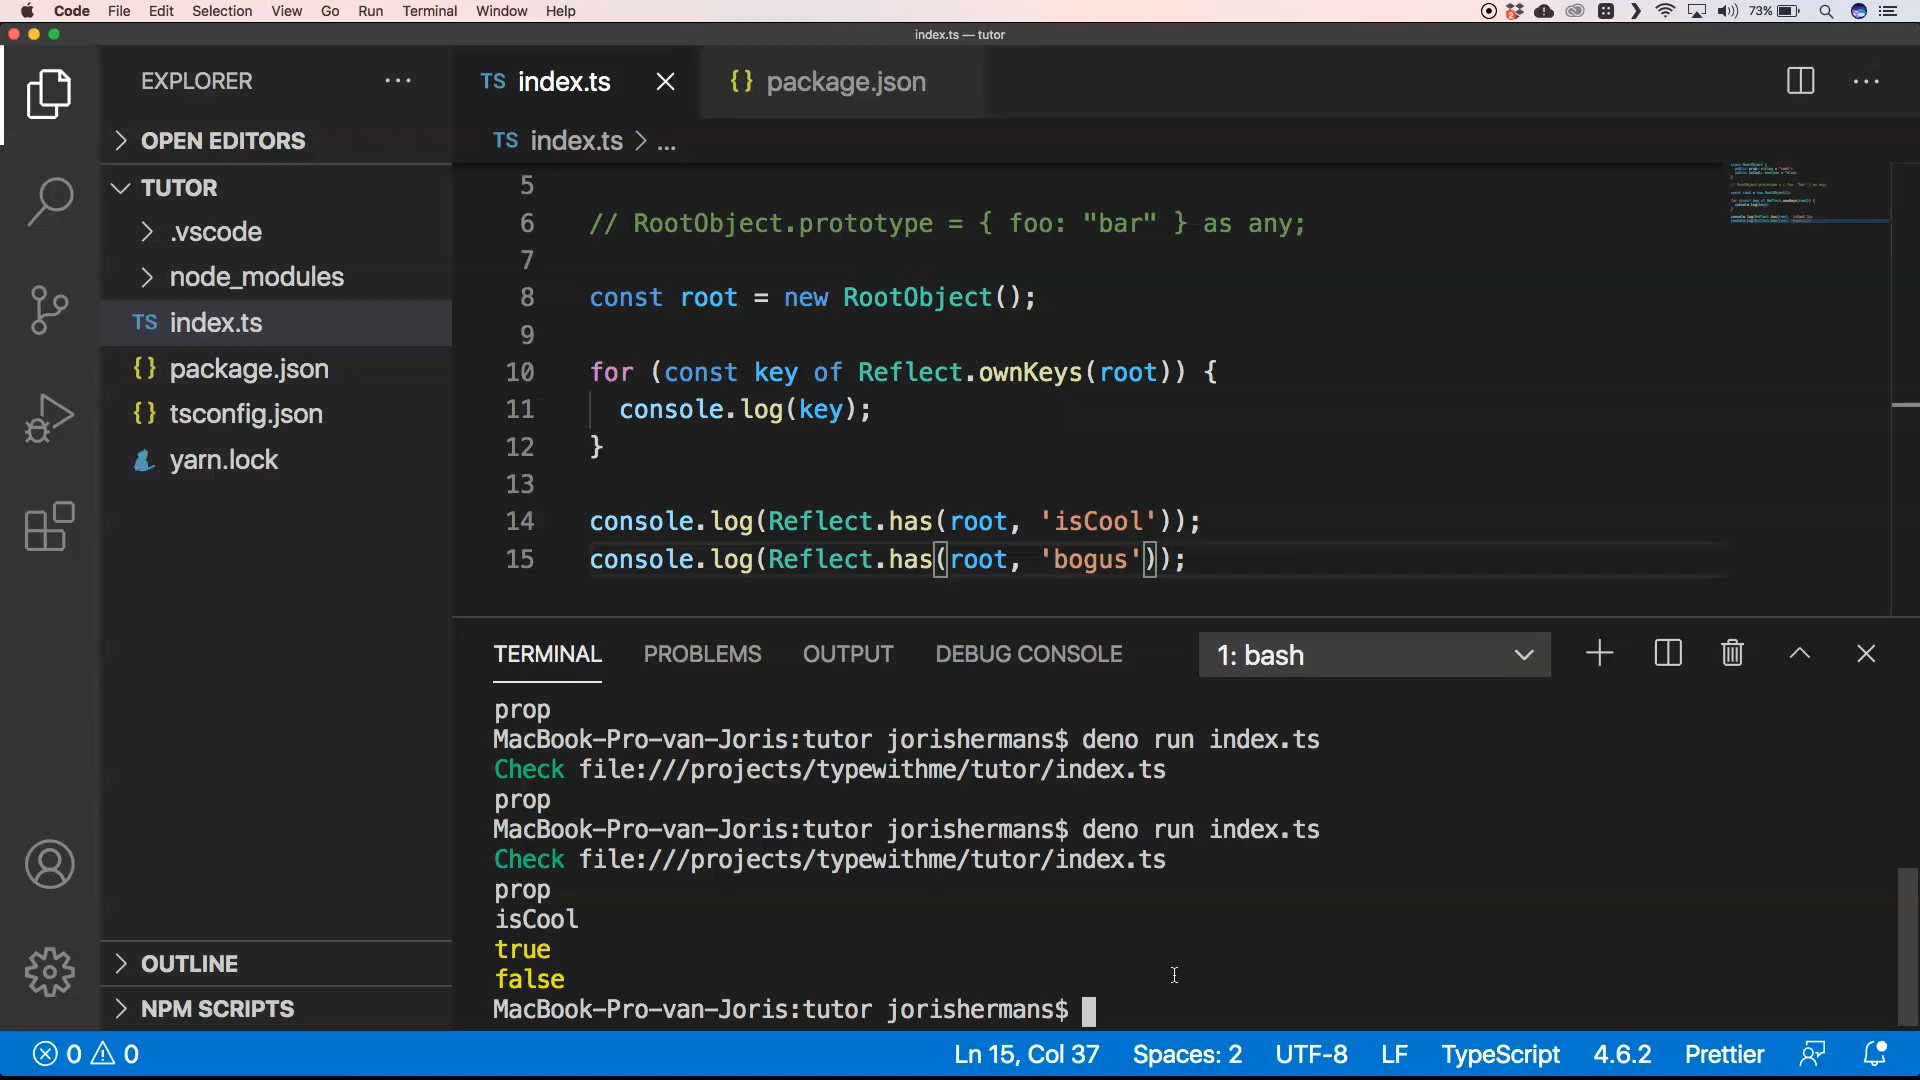 Code File Edit Selection View Go Run Terminal Window Help 73%
index.ts — tutor
EXPLORER
OPEN EDITORS
TUTOR
.vscode
node_modules
TS index.ts
{} package.json
{} tsconfig.json
yarn.lock
OUTLINE
NPM SCRIPTS
TS index.ts
{} package.json
TS index.ts > ...
5
6 // RootObject.prototype = { foo: "bar" } as any;
7
8 const root = new RootObject();
9
10 for (const key of Reflect.ownKeys(root)) {
11 console.log(key);
12 }
13
14 console.log(Reflect.has(root, 'isCool'));
15 console.log(Reflect.has(root, 'bogus'));
TERMINAL PROBLEMS OUTPUT DEBUG CONSOLE 1: bash
prop
MacBook-Pro-van-Joris:tutor jorishermans$ deno run index.ts
Check file:///projects/typewithme/tutor/index.ts
prop
MacBook-Pro-van-Joris:tutor jorishermans$ deno run index.ts
Check file:///projects/typewithme/tutor/index.ts
prop
isCool
true
false
MacBook-Pro-van-Joris:tutor jorishermans$
0 0 Ln 15, Col 37 Spaces: 2 UTF-8 LF TypeScript 4.6.2 Prettier